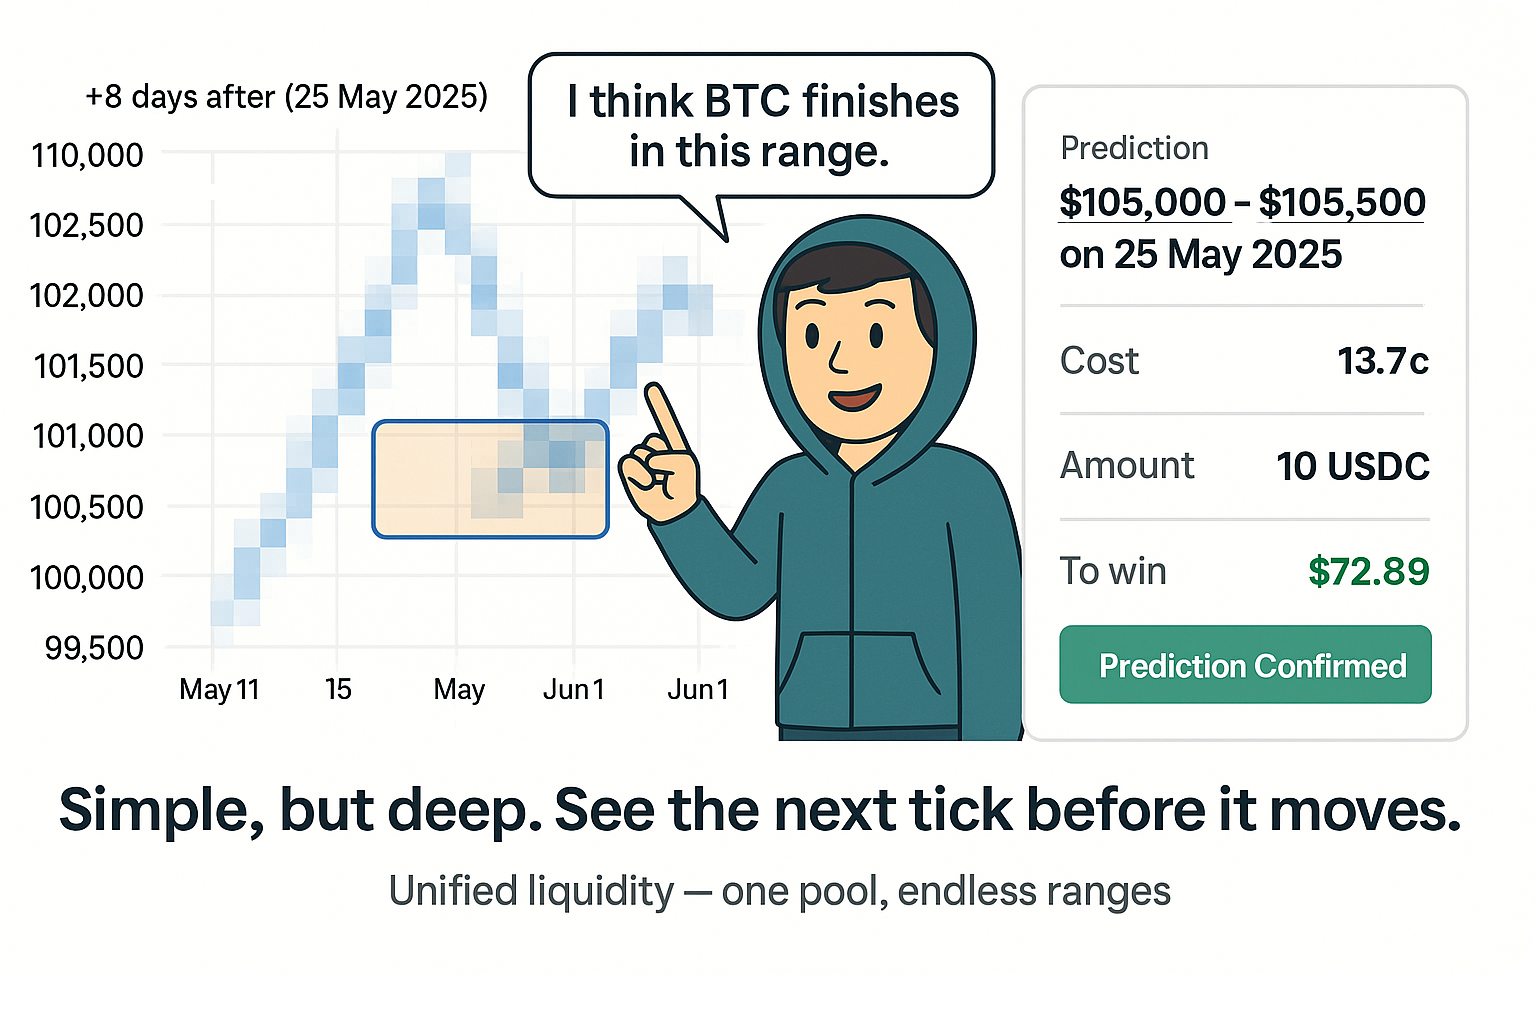 +8 days after (25 May 2025)
110,000
102,500
102,000
101,500
101,000
100,500
100,000
99,500
May 11
15
May
Jun 1
Jun 1
I think BTC finishes
in this range.
Prediction
$105,000 – $105,500
on 25 May 2025
Cost
13.7c
Amount
10 USDC
To win
$72.89
Prediction Confirmed
Simple, but deep. See the next tick before it moves.
Unified liquidity — one pool, endless ranges